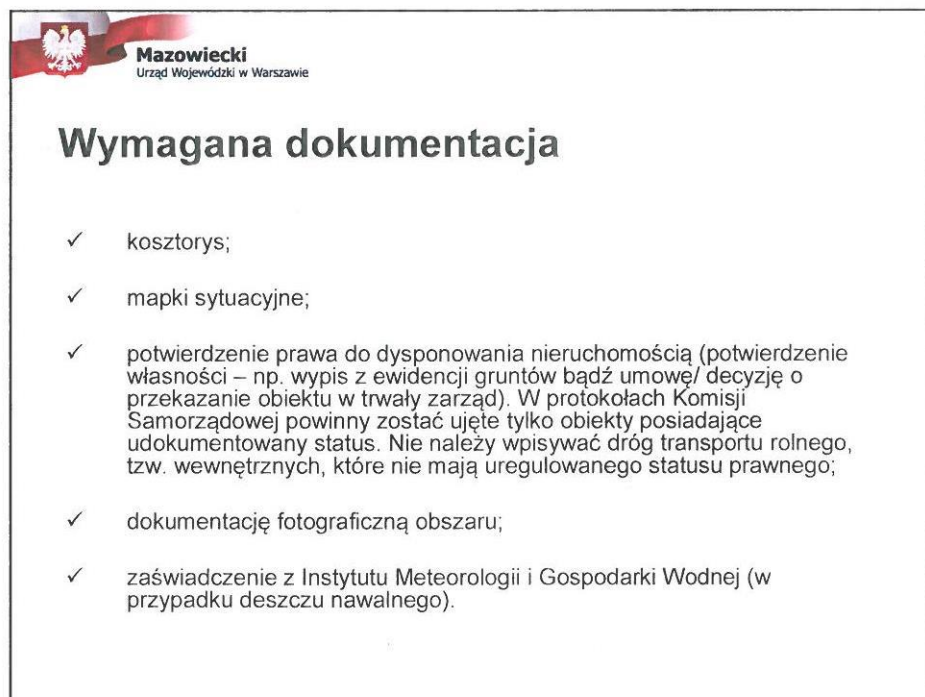 Mazowiecki
Urząd Wojewódzki w Warszawie
Wymagana dokumentacja
✓ kosztorys;
✓ mapki sytuacyjne;
✓ potwierdzenie prawa do dysponowania nieruchomością (potwierdzenie
własności – np. wypis z ewidencji gruntów bądź umowę/ decyzję o
przekazanie obiektu w trwały zarząd). W protokołach Komisji
Samorządowej powinny zostać ujęte tylko obiekty posiadające
udokumentowany status. Nie należy wpisywać dróg transportu rolnego,
tzw. wewnętrznych, które nie mają uregulowanego statusu prawnego;
✓ dokumentację fotograficzną obszaru;
✓ zaświadczenie z Instytutu Meteorologii i Gospodarki Wodnej (w
przypadku deszczu nawalnego).